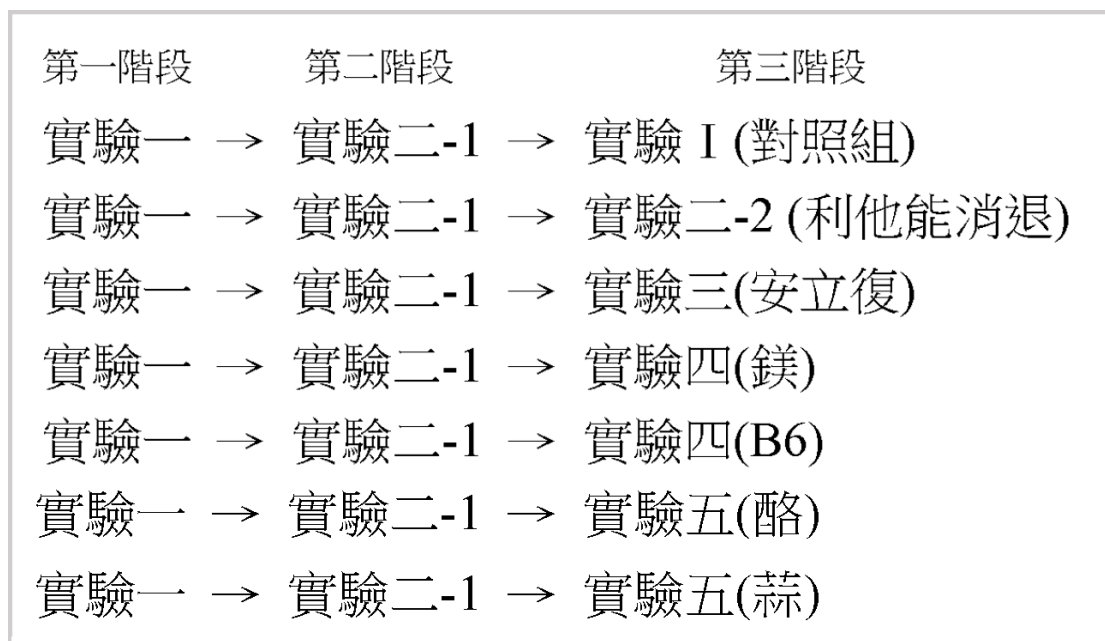 第一階段 第二階段 第三階段
實驗一 → 實驗二-1 → 實驗 I (對照組)
實驗一 → 實驗二-1 → 實驗二-2 (利他能消退)
實驗一 → 實驗二-1 → 實驗三(安立復)
實驗一 → 實驗二-1 → 實驗四(鎂)
實驗一 → 實驗二-1 → 實驗四(B6)
實驗一 → 實驗二-1 → 實驗五(酪)
實驗一 → 實驗二-1 → 實驗五(蒜)